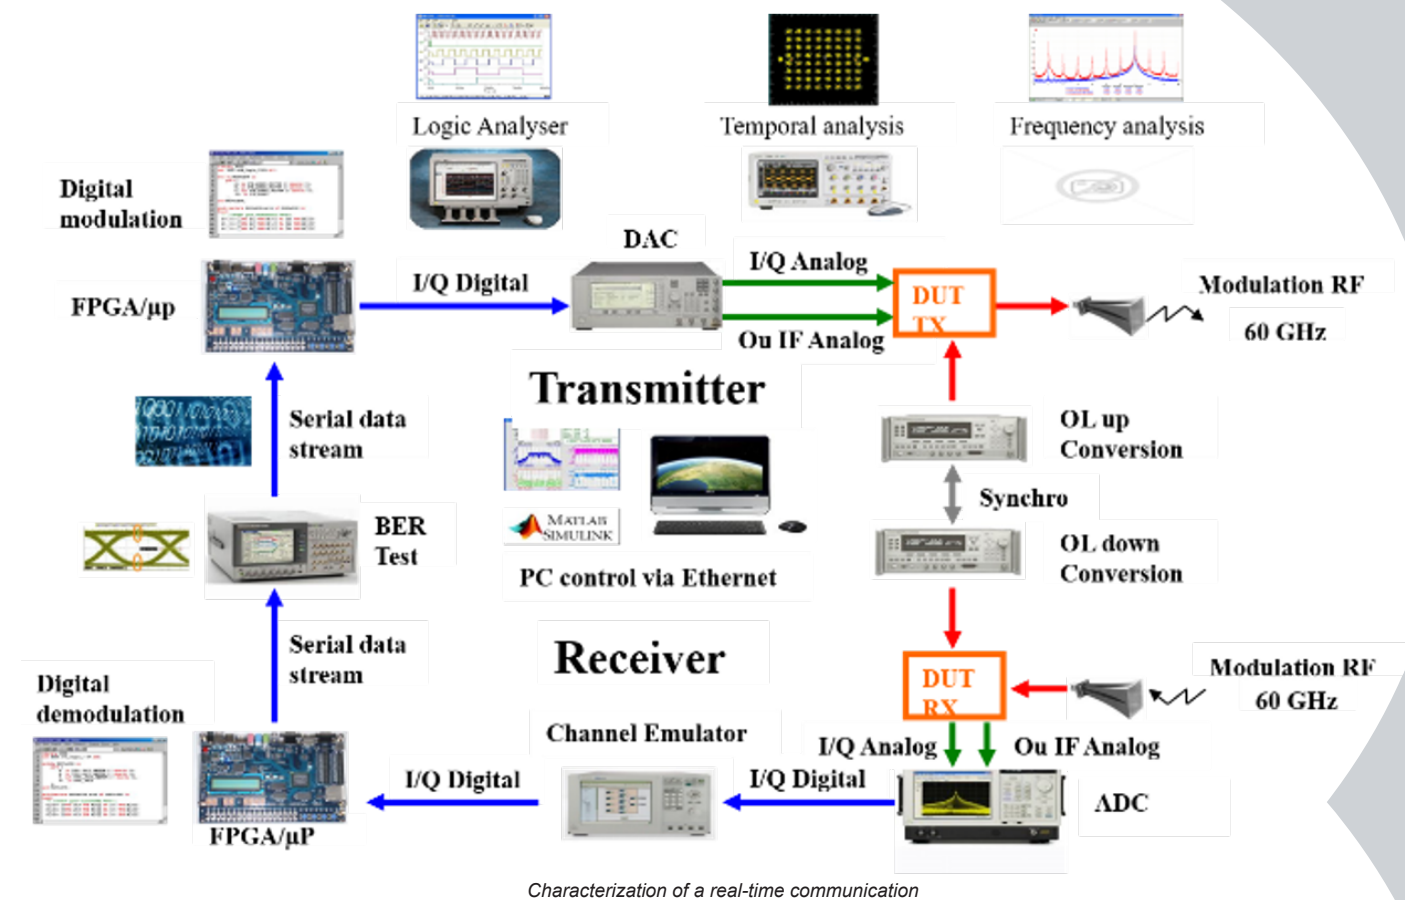 Logic Analyser
Temporal analysis
Frequency analysis
Digital
modulation
DAC
I/Q Analog
I/Q Digital
FPGA/µp
DUT
TX
Modulation RF
60 GHz
Ou IF Analog
Transmitter
Serial data
stream
OL up
Conversion
Synchro
MATLAB
SIMULINK
BER
Test
OL down
Conversion
PC control via Ethernet
Serial data
stream
Receiver
Digital
demodulation
DUT
RX
Modulation RF
60 GHz
Channel Emulator
I/Q Analog
Ou IF Analog
I/Q Digital
I/Q Digital
ADC
FPGA/µP
Characterization of a real-time communication